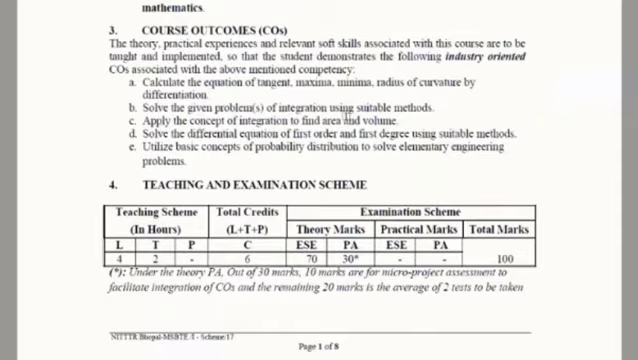 mathematics.
3. COURSE OUTCOMES (COs)
The theory, practical experiences and relevant soft skills associated with this course are to be
taught and implemented, so that the student demonstrates the following industry oriented
COs associated with the above mentioned competency:
a. Calculate the equation of tangent, maxima, minima, radius of curvature by
differentiation.
b. Solve the given problem(s) of integration using suitable methods.
c. Apply the concept of integration to find area and volume.
d. Solve the differential equation of first order and first degree using suitable methods.
e. Utilize basic concepts of probability distribution to solve elementary engineering
problems.
4. TEACHING AND EXAMINATION SCHEME
Teaching Scheme Total Credits Examination Scheme
(In Hours) (L+T+P) Theory Marks Practical Marks Total Marks
L T P C ESE PA ESE PA
4 2 - 6 70 30* - - 100
(*): Under the theory PA, Out of 30 marks, 10 marks are for micro-project assessment to
facilitate integration of COs and the remaining 20 marks is the average of 2 tests to be taken
NITTTR Bhopal-MSBTE/I - Scheme/17
Page 1 of 8